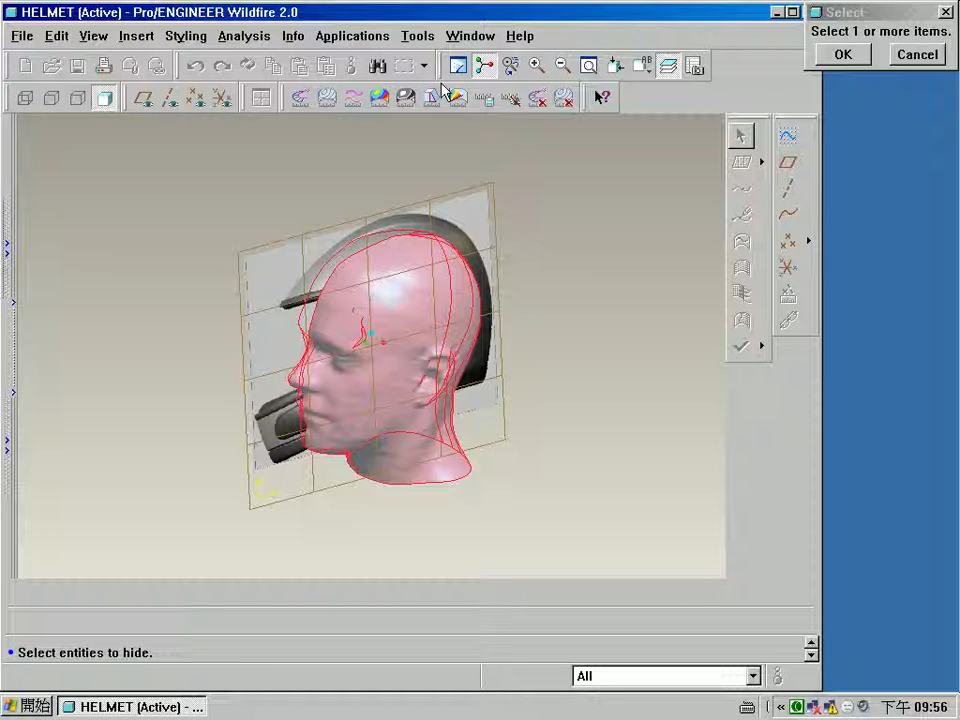 HELMET (Active) - Pro/ENGINEER Wildfire 2.0
Select
File Edit View Insert Styling Analysis Info Applications Tools Window Help
Select 1 or more items.
OK Cancel
AB
Select entities to hide.
All
開始
HELMET (Active) - ...
下午 09:56